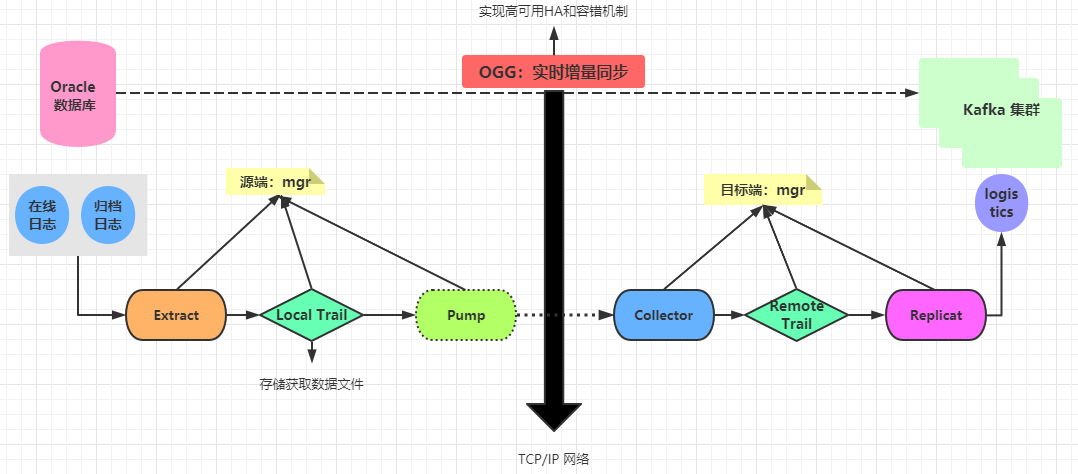 实现高可用HA和容错机制
OGG：实时增量同步
Oracle
数据库
Kafka 集群
在线
日志
归档
日志
源端：mgr
目标端：mgr
logis
tics
Extract
Local Trail
Pump
Collector
Remote
Trail
Replicat
存储获取数据文件
TCP/IP 网络